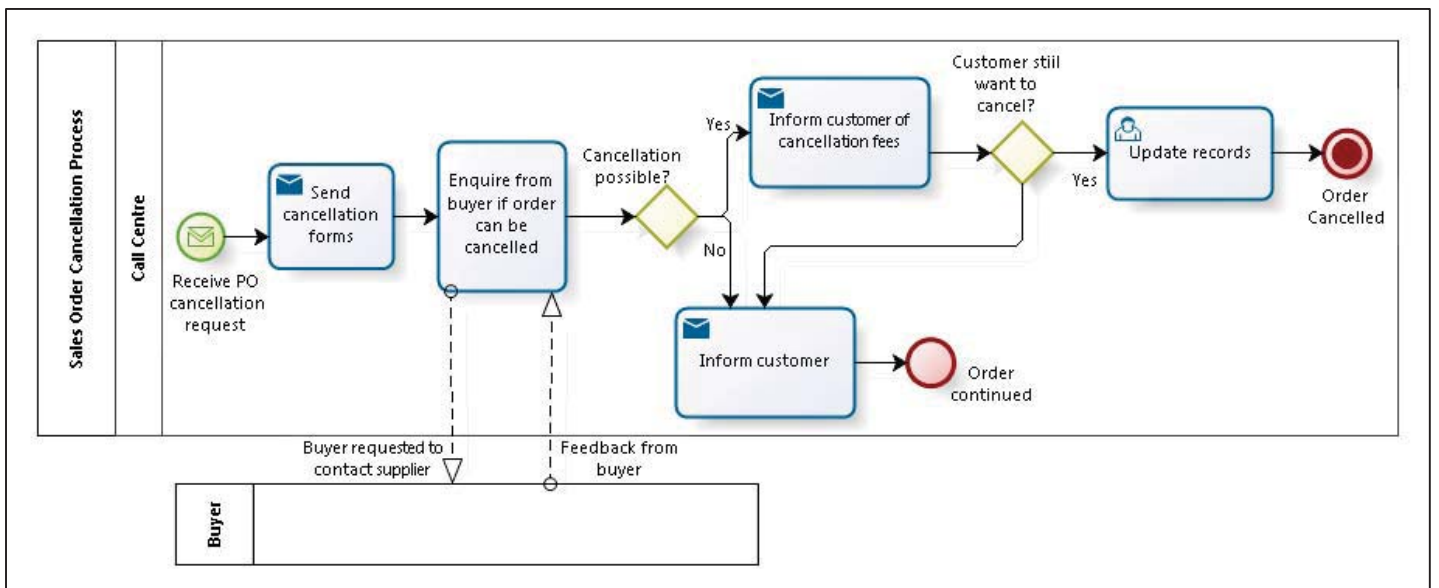 Sales Order Cancellation Process
Call Centre
Receive PO
cancellation
request
Send
cancellation
forms
Enquire from
buyer if order
can be
cancelled
Cancellation
possible?
Yes
No
Inform customer of
cancellation fees
Customer still
want to
cancel?
Yes
Update records
Order
Cancelled
Inform customer
Order
continued
Buyer requested to
contact supplier
Feedback from
buyer
Buyer